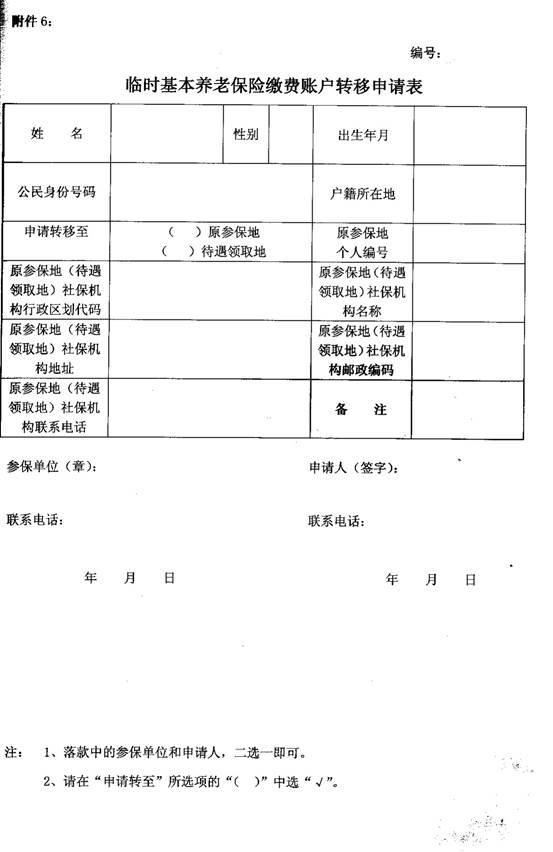 附件 6：
编号：
临时基本养老保险缴费账户转移申请表
姓 名 性别 出生年月
公民身份号码 户籍所在地
申请转移至 （ ）原参保地 原参保地
（ ）待遇领取地 个人编号
原参保地（待遇 原参保地（待遇
领取地）社保机 领取地）社保机
构行政区划代码 构名称
原参保地（待遇 原参保地（待遇
领取地）社保机 领取地）社保机
构地址 构邮政编码
原参保地（待遇
领取地）社保机 备 注
构联系电话
参保单位（章）： 申请人（签字）：
联系电话： 联系电话：
年 月 日 年 月 日
注： 1、落款中的参保单位和申请人，二选一即可。
2、请在“申请转至”所选项的“（ ）”中选“√”。